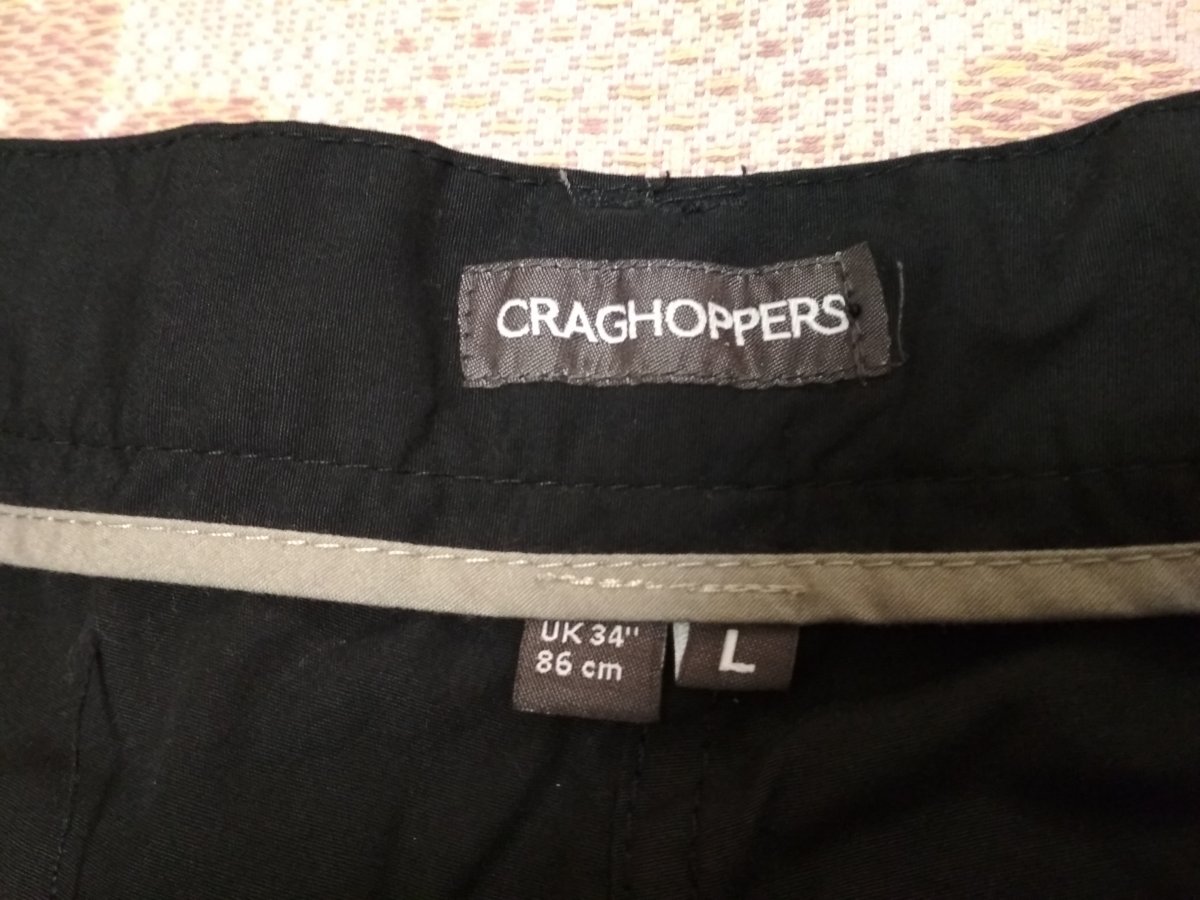 CRAGHOPPERS
UK 34"
86 cm
L